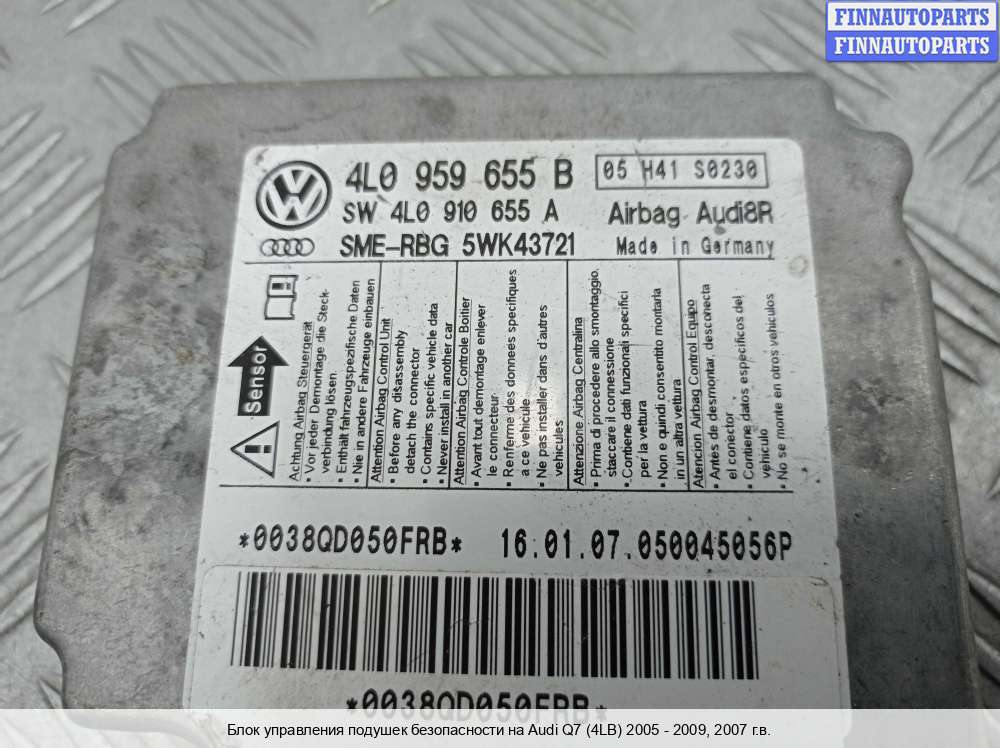 FINNAUTOPARTS
FINNAUTOPARTS
4L0 959 655 B
05 H41 S0230
SW 4L0 910 655 A
Airbag Audi8R
SME-RBG 5WK43721
Made in Germany
Sensor
Achtung Airbag Steuergerät
• Vor jeder Demontage die Steck-
verbindung lösen.
• Enthält fahrzeugspezifische Daten
• Nie in andere Fahrzeuge einbauen
Attention Airbag Control Unit
• Before any disassembly
detach the connector
• Contains specific vehicle data
• Never install in another car
Attention Airbag Controle Boitier
• Avant tout demontage enlever
le connecteur.
• Renferme des donnees specifiques
a ce vehicule
• Ne pas installer dans d'autres
vehicules
Attenzione Airbag Centralina
• Prima di procedere allo smontaggio,
staccare il connessione
• Contiene dati funzionali specifici
per la vettura
• Non e quindi consentito montarla
in un altra vettura
Atencion Airbag Control Equipo
• Antes de desmontar, desconecta
el conector
• Contiene datos especificos del
vehiculo
• No se monte en otros vehiculos
*0038QD050FRB*
16.01.07.050045056P
*0038QD050FRB*
Блок управления подушек безопасности на Audi Q7 (4LB) 2005 - 2009, 2007 г.в.